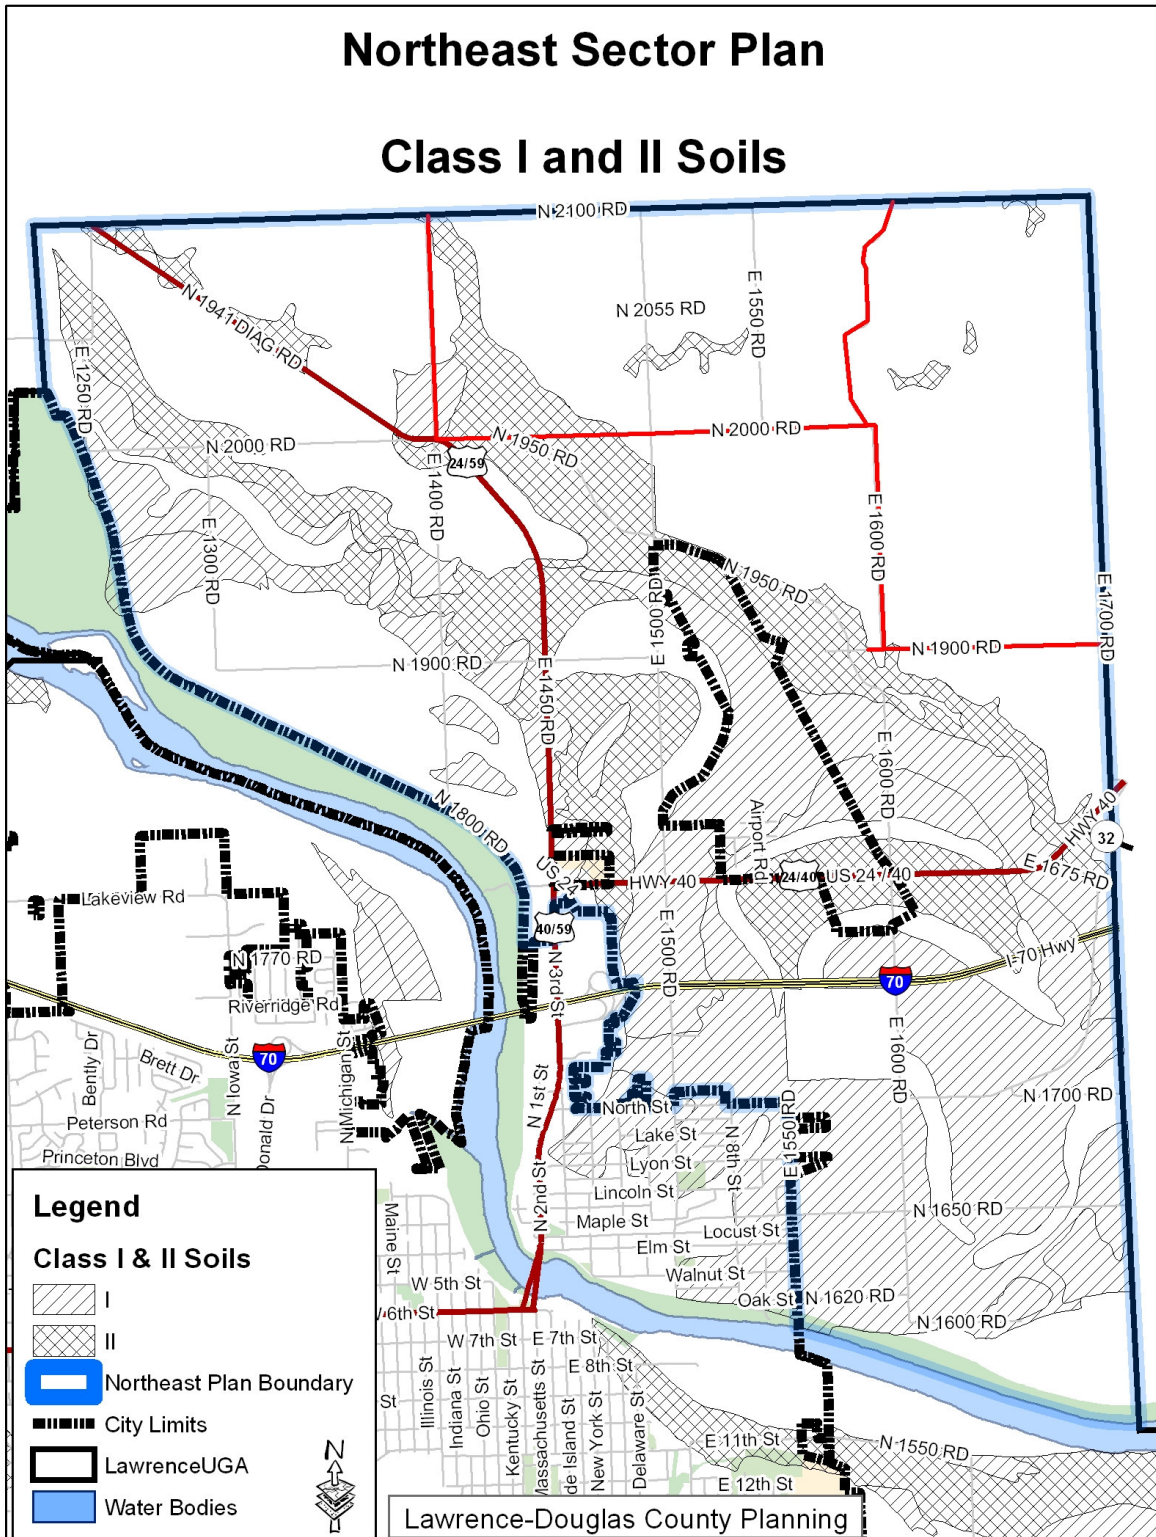 Northeast Sector Plan
Class I and II Soils
N 2100 RD
N 1941 DIAG RD
N 2055 RD
E 1550 RD
E 1250 RD
N 2000 RD
N 1950 RD
N 2000 RD
24/59
E 1400 RD
E 1300 RD
E 1600 RD
N 1950 RD
E 1500 RD
E 1700 RD
N 1900 RD
N 1900 RD
E 1450 RD
N 1800 RD
E 1600 RD
Airport Rd
HWY 40
32
US 24
HWY 40
24/40
US 24 / 40
E 1675 RD
Lakeview Rd
40/59
E 1500 RD
I-70 Hwy
N 1770 RD
N 3rd St
70
Riverridge Rd
70
Bently Dr
Brett Dr
N Iowa St
N Michigan St
E 1600 RD
N 1st St
North St
E 1550 RD
N 1700 RD
Peterson Rd
Lake St
N 8th St
Princeton Blvd
Lyon St
Lincoln St
N 2nd St
Maple St
Locust St
N 1650 RD
Maine St
Elm St
Walnut St
W 5th St
Oak St
N 1620 RD
6th St
N 1600 RD
W 7th St
E 7th St
E 8th St
Illinois St
Indiana St
Ohio St
Kentucky St
Massachusetts St
New York St
Delaware St
St
E 11th St
N 1550 RD
E 12th St
Legend
Class I & II Soils
I
II
Northeast Plan Boundary
City Limits
LawrenceUGA
Water Bodies
N
Lawrence-Douglas County Planning